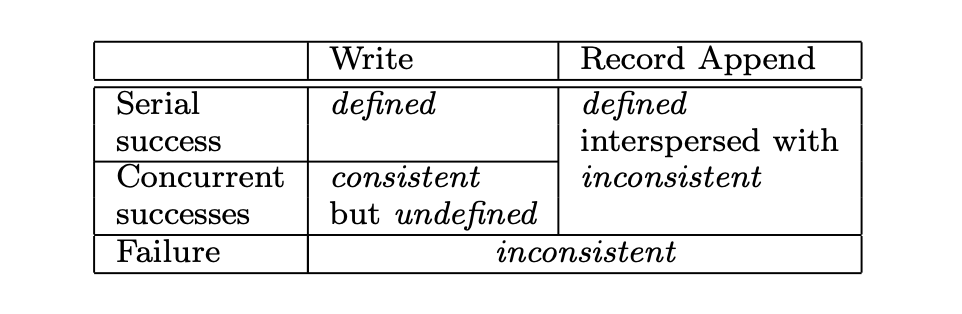 Write Record Append
Serial defined defined
success interspersed with
Concurrent consistent inconsistent
successes but undefined
Failure inconsistent